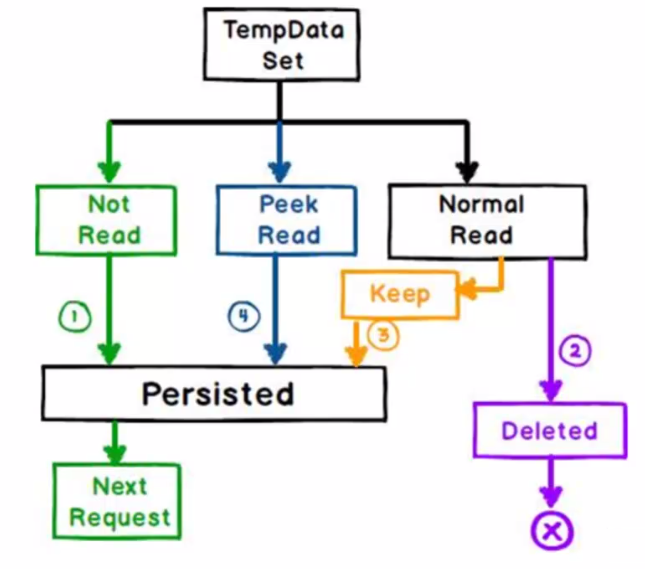 TempData
Set
Not
Read
Peek
Read
Normal
Read
Keep
1
4
3
2
Persisted
Deleted
Next
Request
X